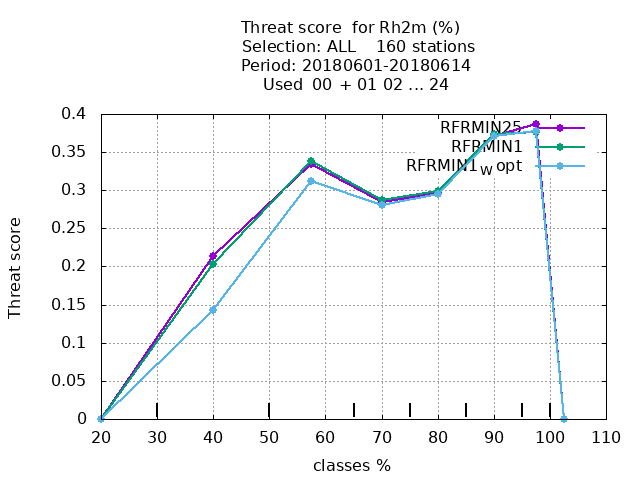 Threat score for Rh2m (%)
Selection: ALL 160 stations
Period: 20180601-20180614
Used 00 + 01 02 ... 24
0.4
0.35
0.3
0.25
0.2
0.15
0.1
0.05
0
Threat score
RFRMIN25
RFRMIN1
RFRMIN1w opt
20 30 40 50 60 70 80 90 100 110
classes %